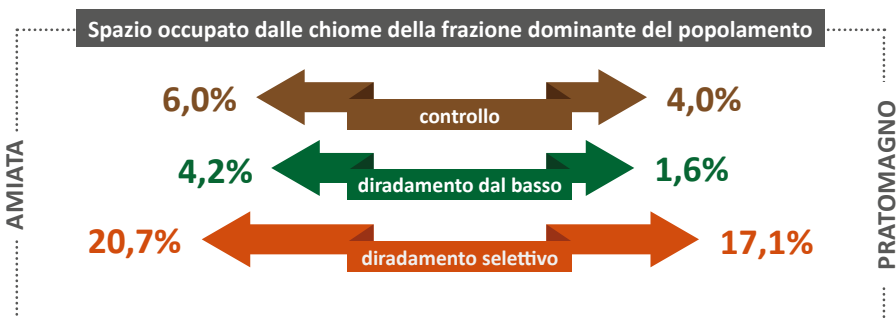 Spazio occupato dalle chiome della frazione dominante del popolamento
AMIATA
6,0%
controllo
4,0%
4,2%
diradamento dal basso
1,6%
20,7%
diradamento selettivo
17,1%
PRATOMAGNO